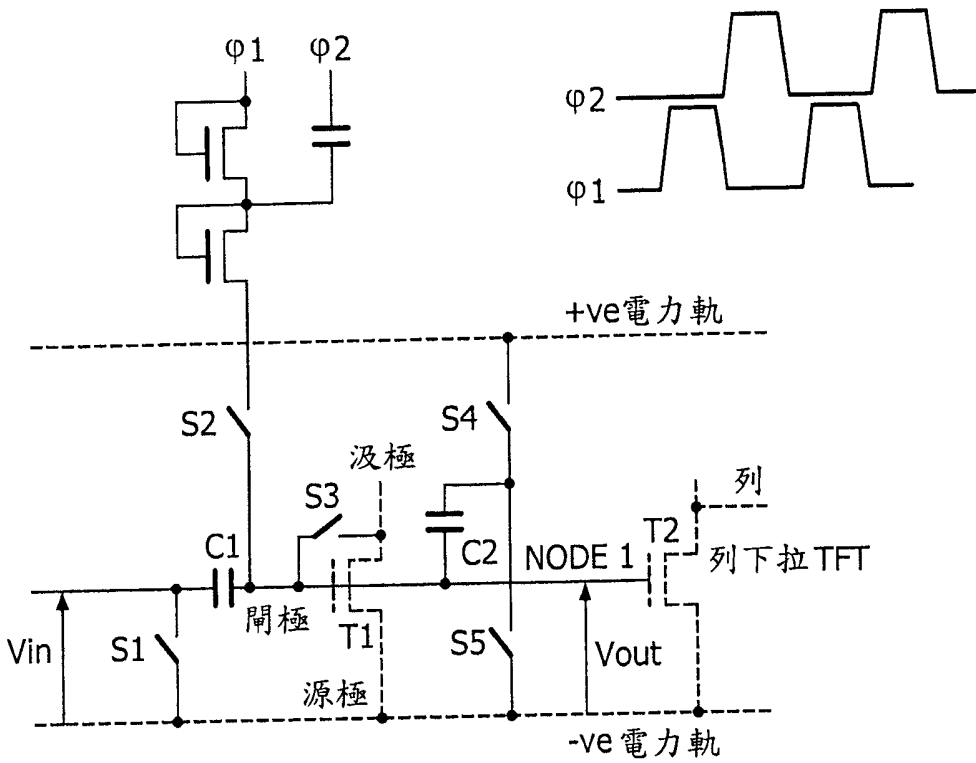 φ1
φ2
φ2
φ1
+ve電力軌
S2
S4
汲極
S3
列
C1
C2
NODE 1
T2
列下拉TFT
閘極
T1
Vin
S1
S5
Vout
源極
-ve電力軌